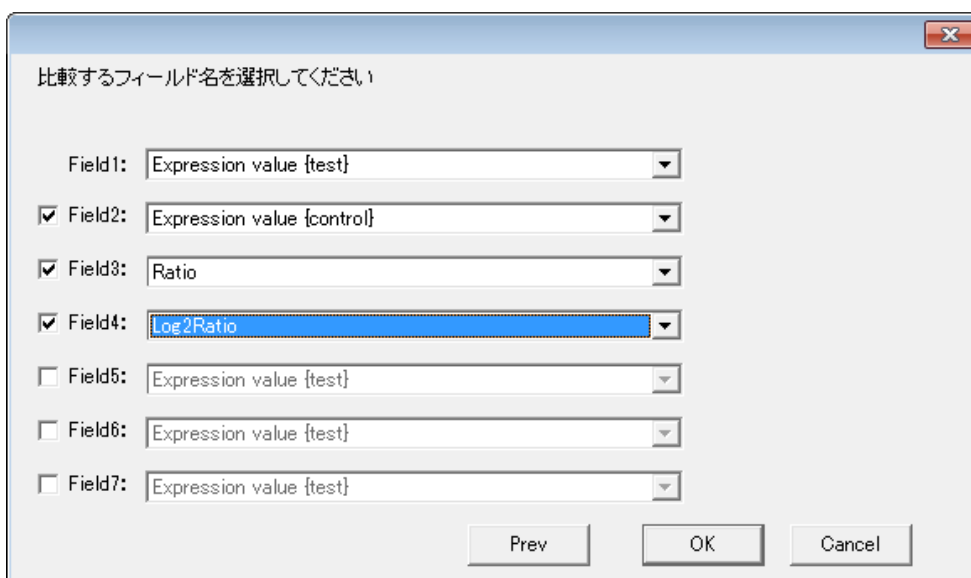 比較するフィールド名を選択してください
Field1: Expression value {test}
Field2: Expression value {control}
Field3: Ratio
Field4: Log2Ratio
Field5: Expression value {test}
Field6: Expression value {test}
Field7: Expression value {test}
Prev OK Cancel